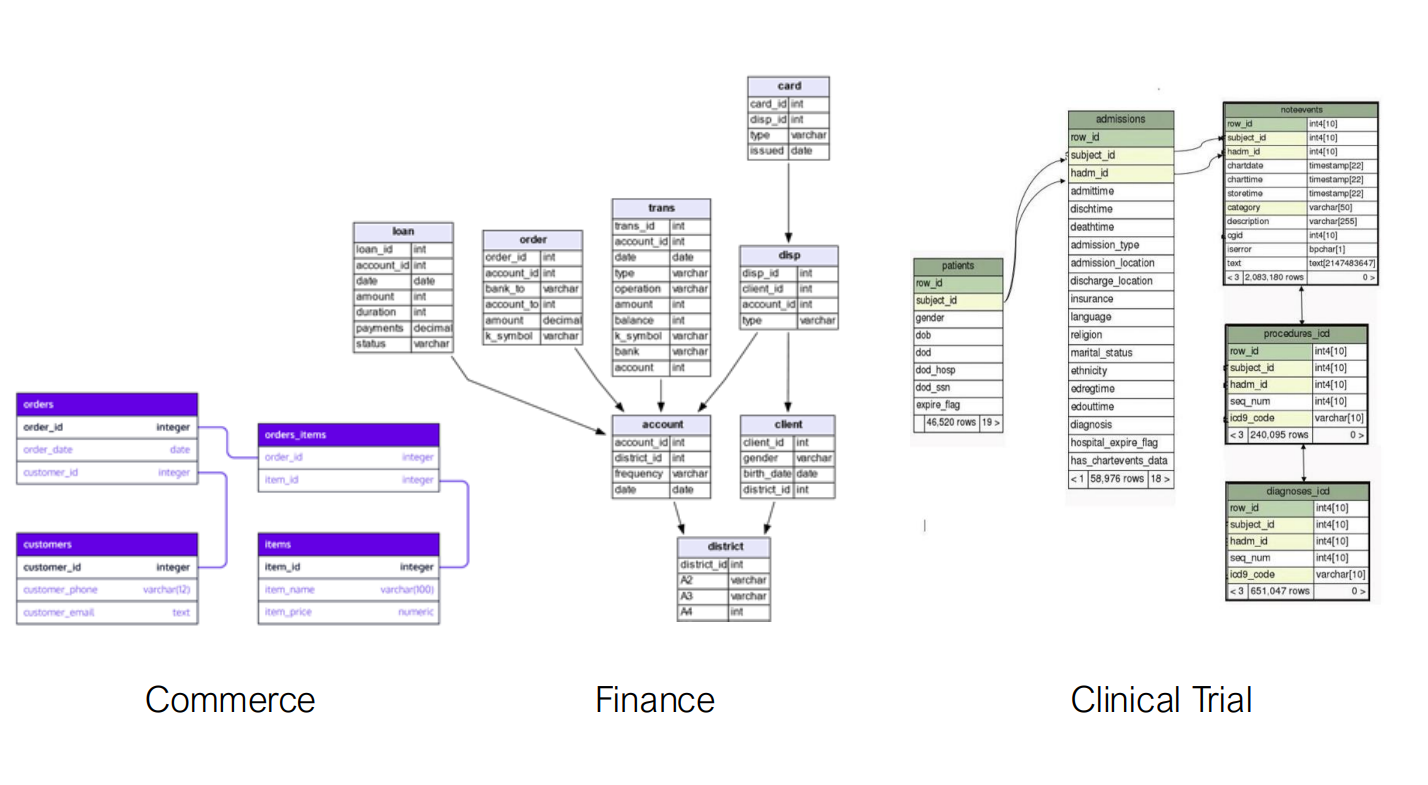 orders
order_id integer
order_date date
customer_id integer
orders_items
order_id integer
item_id integer
customers
customer_id integer
customer_phone varchar(12)
customer_email text
items
item_id integer
item_name varchar(100)
item_price numeric
Commerce
loan
loan_id int
account_id int
date date
amount int
duration int
payments decimal
status varchar
order
order_id int
account_id int
bank_to varchar
account_to int
amount decimal
k_symbol varchar
trans
trans_id int
account_id int
date date
type varchar
operation varchar
amount int
balance int
k_symbol varchar
bank varchar
account int
card
card_id int
disp_id int
type varchar
issued date
disp
disp_id int
client_id int
account_id int
type varchar
account
account_id int
district_id int
frequency varchar
date date
client
client_id int
gender varchar
birth_date date
district_id int
district
district_id int
A2 varchar
A3 varchar
A4 int
Finance
patients
row_id
subject_id
gender
dob
dod
dod_hosp
dod_ssn
expire_flag
46,520 rows 19 >
admissions
row_id
subject_id
hadm_id
admittime
dischtime
deathtime
admission_type
admission_location
discharge_location
insurance
language
religion
marital_status
ethnicity
edregtime
edouttime
diagnosis
hospital_expire_flag
has_chartevents_data
< 1 58,976 rows 18 >
noteevents
row_id int4[10]
subject_id int4[10]
hadm_id int4[10]
chartdate timestamp[22]
charttime timestamp[22]
storetime timestamp[22]
category varchar[50]
description varchar[255]
cgid int4[10]
iserror bpchar[1]
text text[2147483647]
< 3 2,083,180 rows 0 >
procedures_icd
row_id int4[10]
subject_id int4[10]
hadm_id int4[10]
seq_num int4[10]
icd9_code varchar[10]
< 3 240,095 rows 0 >
diagnoses_icd
row_id int4[10]
subject_id int4[10]
hadm_id int4[10]
seq_num int4[10]
icd9_code varchar[10]
< 3 651,047 rows 0 >
Clinical Trial